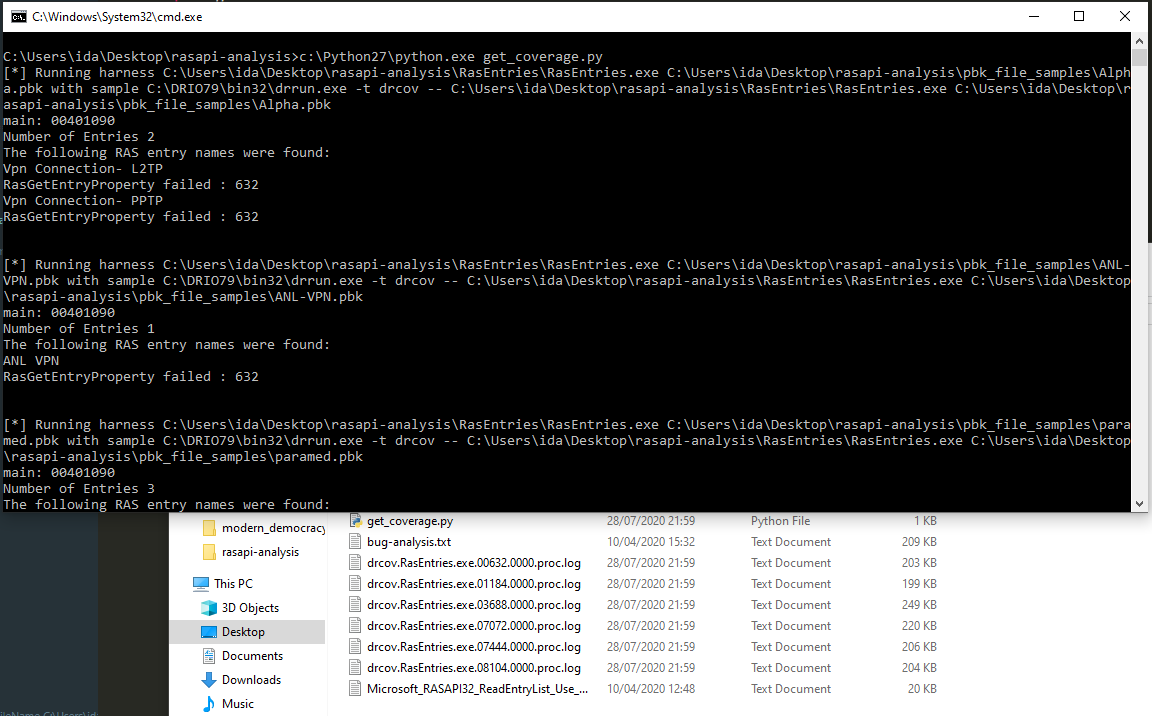 C:\Windows\System32\cmd.exe
C:\Users\ida\Desktop\rasapi-analysis>c:\Python27\python.exe get_coverage.py
[*] Running harness C:\Users\ida\Desktop\rasapi-analysis\RasEntries\RasEntries.exe C:\Users\ida\Desktop\rasapi-analysis\pbk_file_samples\Alph
a.pbk with sample C:\DRIO79\bin32\drrun.exe -t drcov -- C:\Users\ida\Desktop\rasapi-analysis\RasEntries\RasEntries.exe C:\Users\ida\Desktop\r
asapi-analysis\pbk_file_samples\Alpha.pbk
main: 00401090
Number of Entries 2
The following RAS entry names were found:
Vpn Connection- L2TP
RasGetEntryProperty failed : 632
Vpn Connection- PPTP
RasGetEntryProperty failed : 632
[*] Running harness C:\Users\ida\Desktop\rasapi-analysis\RasEntries\RasEntries.exe C:\Users\ida\Desktop\rasapi-analysis\pbk_file_samples\ANL-
VPN.pbk with sample C:\DRIO79\bin32\drrun.exe -t drcov -- C:\Users\ida\Desktop\rasapi-analysis\RasEntries\RasEntries.exe C:\Users\ida\Desktop
\rasapi-analysis\pbk_file_samples\ANL-VPN.pbk
main: 00401090
Number of Entries 1
The following RAS entry names were found:
ANL VPN
RasGetEntryProperty failed : 632
[*] Running harness C:\Users\ida\Desktop\rasapi-analysis\RasEntries\RasEntries.exe C:\Users\ida\Desktop\rasapi-analysis\pbk_file_samples\para
med.pbk with sample C:\DRIO79\bin32\drrun.exe -t drcov -- C:\Users\ida\Desktop\rasapi-analysis\RasEntries\RasEntries.exe C:\Users\ida\Desktop
\rasapi-analysis\pbk_file_samples\paramed.pbk
main: 00401090
Number of Entries 3
The following RAS entry names were found:
modern_democracy
rasapi-analysis
This PC
3D Objects
Desktop
Documents
Downloads
Music
get_coverage.py 28/07/2020 21:59 Python File 1 KB
bug-analysis.txt 10/04/2020 15:32 Text Document 209 KB
drcov.RasEntries.exe.00632.0000.proc.log 28/07/2020 21:59 Text Document 203 KB
drcov.RasEntries.exe.01184.0000.proc.log 28/07/2020 21:59 Text Document 199 KB
drcov.RasEntries.exe.03688.0000.proc.log 28/07/2020 21:59 Text Document 249 KB
drcov.RasEntries.exe.07072.0000.proc.log 28/07/2020 21:59 Text Document 220 KB
drcov.RasEntries.exe.07444.0000.proc.log 28/07/2020 21:59 Text Document 206 KB
drcov.RasEntries.exe.08104.0000.proc.log 28/07/2020 21:59 Text Document 204 KB
Microsoft_RASAPI32_ReadEntryList_Use_... 10/04/2020 12:48 Text Document 20 KB